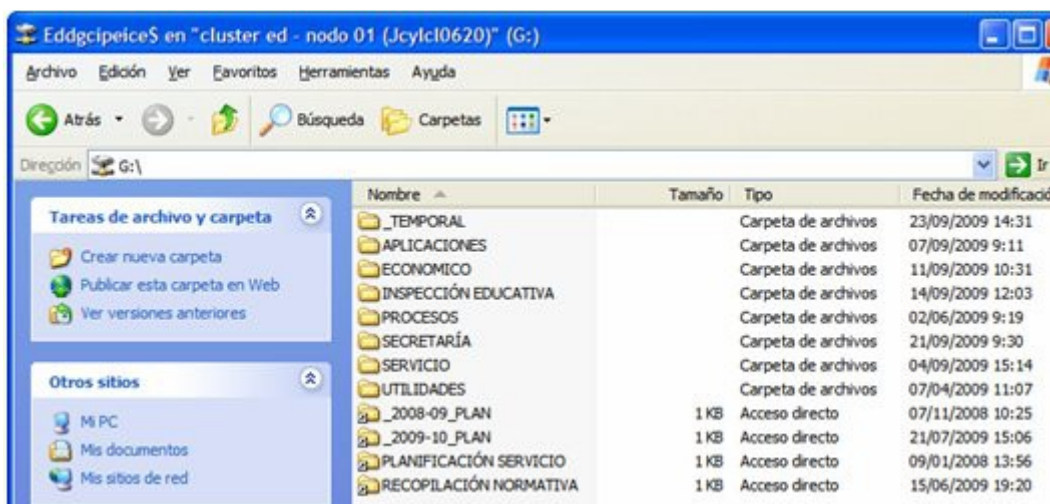 Eddgcipeice$ en "cluster ed - nodo 01 (Jcylcl0620)" (G:)
Archivo Edición Ver Favoritos Herramientas Ayuda
Atrás Búsqueda Carpetas
Dirección G:\ Ir
Nombre Tamaño Tipo Fecha de modificació
Tareas de archivo y carpeta
Crear nueva carpeta
Publicar esta carpeta en Web
Ver versiones anteriores
Otros sitios
Mi PC
Mis documentos
Mis sitios de red
_TEMPORAL Carpeta de archivos 23/09/2009 14:31
APLICACIONES Carpeta de archivos 07/09/2009 9:11
ECONOMICO Carpeta de archivos 11/09/2009 10:31
INSPECCIÓN EDUCATIVA Carpeta de archivos 14/09/2009 12:03
PROCESOS Carpeta de archivos 02/06/2009 9:19
SECRETARÍA Carpeta de archivos 21/09/2009 9:30
SERVICIO Carpeta de archivos 04/09/2009 15:14
UTILIDADES Carpeta de archivos 07/04/2009 11:07
_2008-09_PLAN 1 KB Acceso directo 07/11/2008 10:25
_2009-10_PLAN 1 KB Acceso directo 21/07/2009 15:06
PLANIFICACIÓN SERVICIO 1 KB Acceso directo 09/01/2008 13:56
RECOPILACIÓN NORMATIVA 1 KB Acceso directo 15/06/2009 19:20